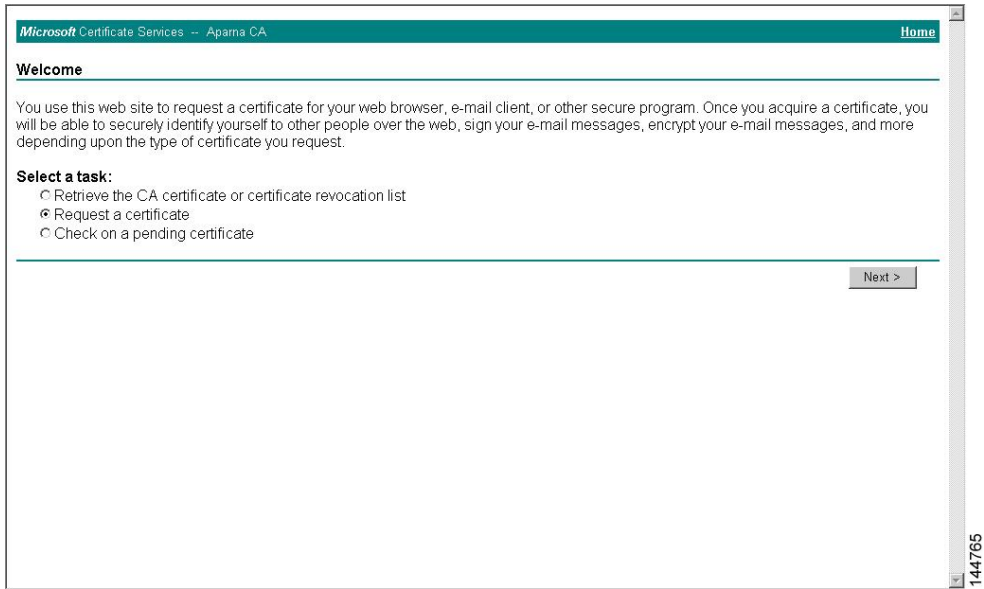 Microsoft Certificate Services -- Aparna CA Home
Welcome
You use this web site to request a certificate for your web browser, e-mail client, or other secure program. Once you acquire a certificate, you
will be able to securely identify yourself to other people over the web, sign your e-mail messages, encrypt your e-mail messages, and more
depending upon the type of certificate you request.
Select a task:
Retrieve the CA certificate or certificate revocation list
Request a certificate
Check on a pending certificate
Next >
144765